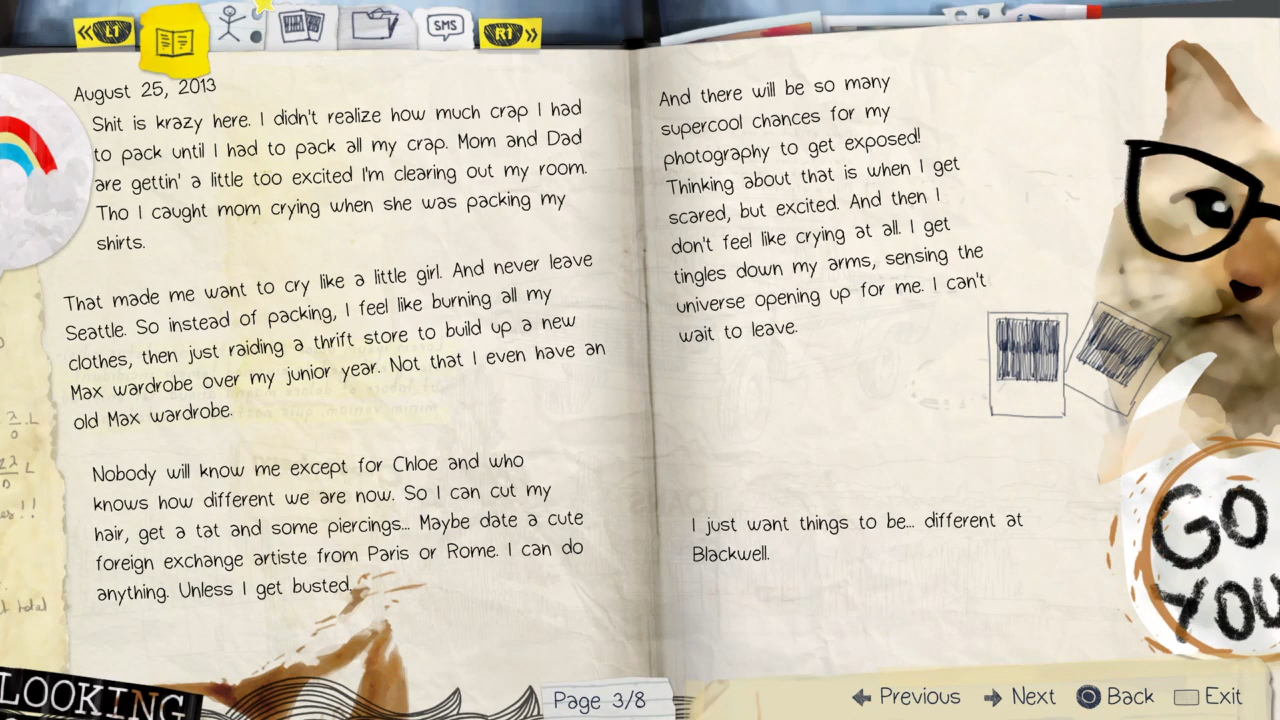 L1
SMS
R1
August 25, 2013
Shit is krazy here. I didn't realize how much crap I had
to pack until I had to pack all my crap. Mom and Dad
are gettin' a little too excited I'm clearing out my room.
Tho I caught mom crying when she was packing my
shirts.
That made me want to cry like a little girl. And never leave
Seattle. So instead of packing, I feel like burning all my
clothes, then just raiding a thrift store to build up a new
Max wardrobe over my junior year. Not that I even have an
old Max wardrobe.
Nobody will know me except for Chloe and who
knows how different we are now. So I can cut my
hair, get a tat and some piercings... Maybe date a cute
foreign exchange artiste from Paris or Rome. I can do
anything. Unless I get busted.
And there will be so many
supercool chances for my
photography to get exposed!
Thinking about that is when I get
scared, but excited. And then I
don't feel like crying at all. I get
tingles down my arms, sensing the
universe opening up for me. I can't
wait to leave.
I just want things to be... different at
Blackwell.
GO
YOU
LOOKING
Page 3/8
Previous
Next
Back
Exit